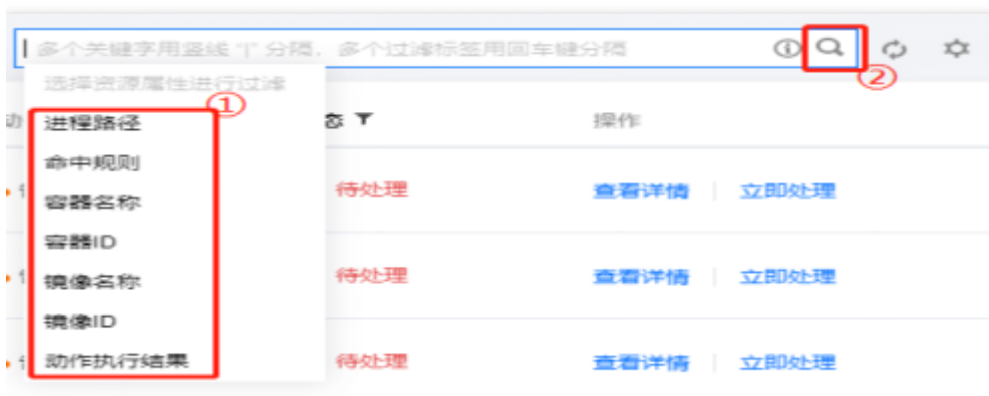 多个关键字用竖线"|"分隔，多个过滤标签用回车键分隔
②
选择资源属性进行过滤
①
动 态 操作
进程路径
命中规则
待处理 查看详情 立即处理
容器名称
容器ID
镜像名称
待处理 查看详情 立即处理
镜像ID
动作执行结果
待处理 查看详情 立即处理